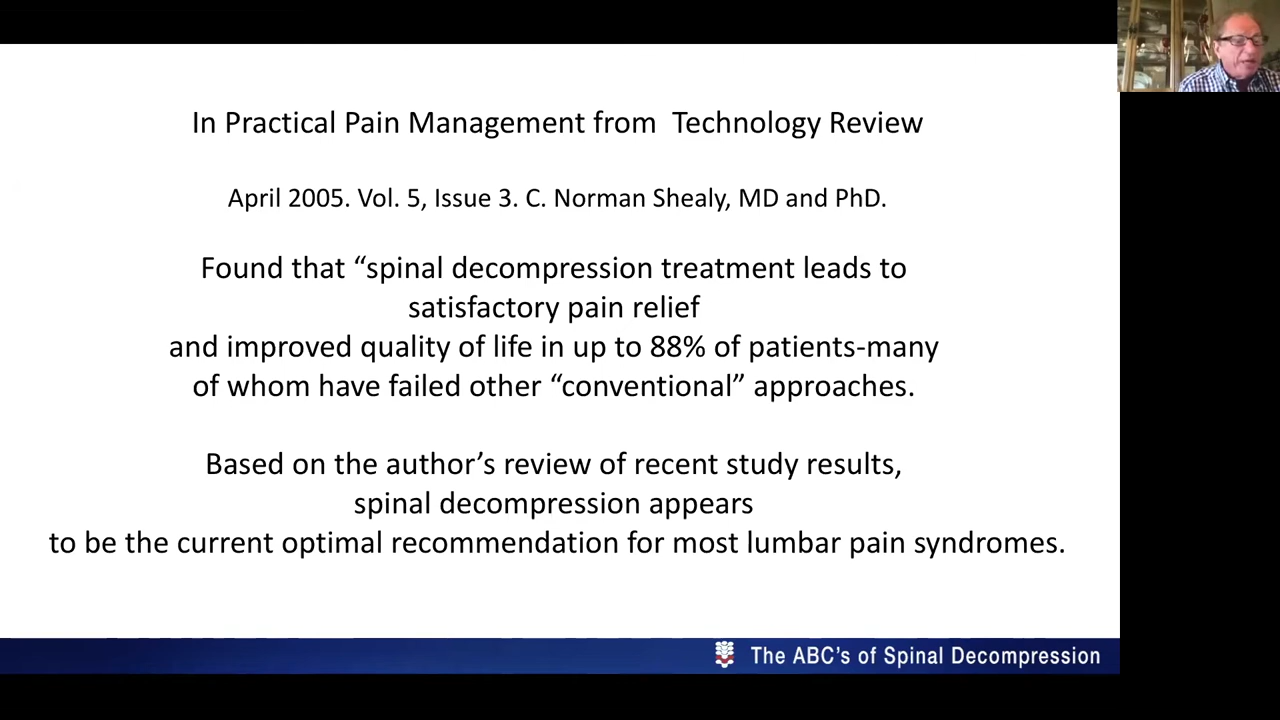 In Practical Pain Management from  Technology Review
April 2005. Vol. 5, Issue 3. C. Norman Shealy, MD and PhD.
Found that “spinal decompression treatment leads to
satisfactory pain relief
and improved quality of life in up to 88% of patients-many
of whom have failed other “conventional” approaches.
Based on the author’s review of recent study results,
spinal decompression appears
to be the current optimal recommendation for most lumbar pain syndromes.
The ABC’s of Spinal Decompression